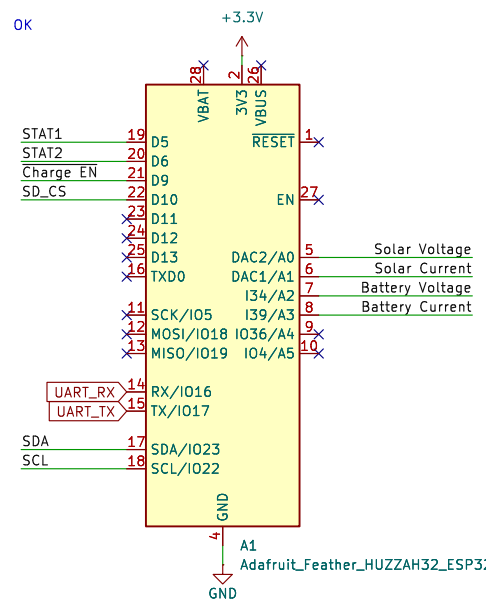 OK
+3.3V
28 2 26
VBAT 3V3 VBUS
STAT1 19 D5 RESET 1
STAT2 20 D6
Charge EN 21 D9
SD_CS 22 D10 EN 27
23 D11
24 D12
25 D13 DAC2/A0 5 Solar Voltage
16 TXD0 DAC1/A1 6 Solar Current
I34/A2 7 Battery Voltage
11 SCK/IO5 I39/A3 8 Battery Current
12 MOSI/IO18 IO36/A4 9
13 MISO/IO19 IO4/A5 10
UART_RX 14 RX/IO16
UART_TX 15 TX/IO17
SDA 17 SDA/IO23
SCL 18 SCL/IO22
GND
4
A1
Adafruit_Feather_HUZZAH32_ESP32
GND